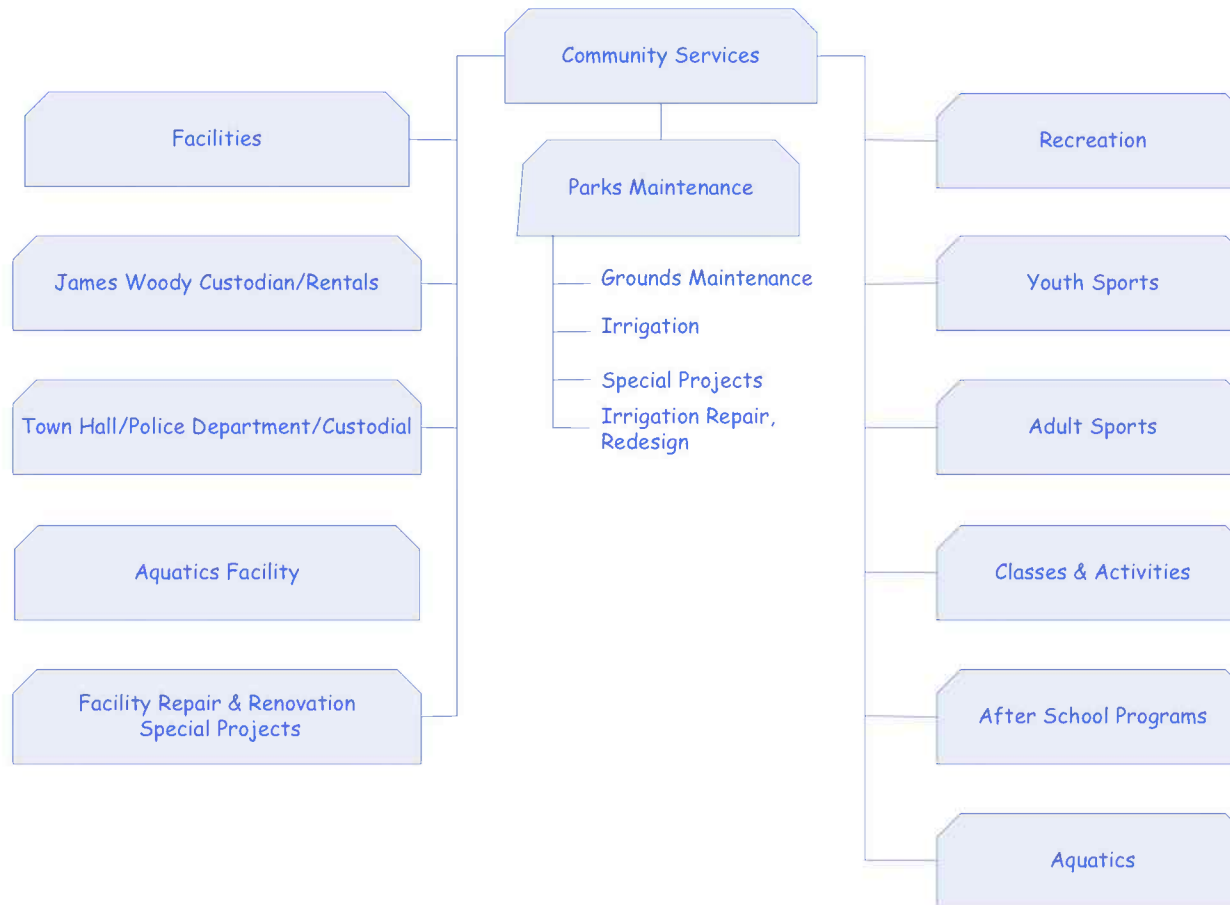 Community Services
Facilities
James Woody Custodian/Rentals
Town Hall/Police Department/Custodial
Aquatics Facility
Facility Repair & Renovation
Special Projects
Parks Maintenance
Grounds Maintenance
Irrigation
Special Projects
Irrigation Repair,
Redesign
Recreation
Youth Sports
Adult Sports
Classes & Activities
After School Programs
Aquatics